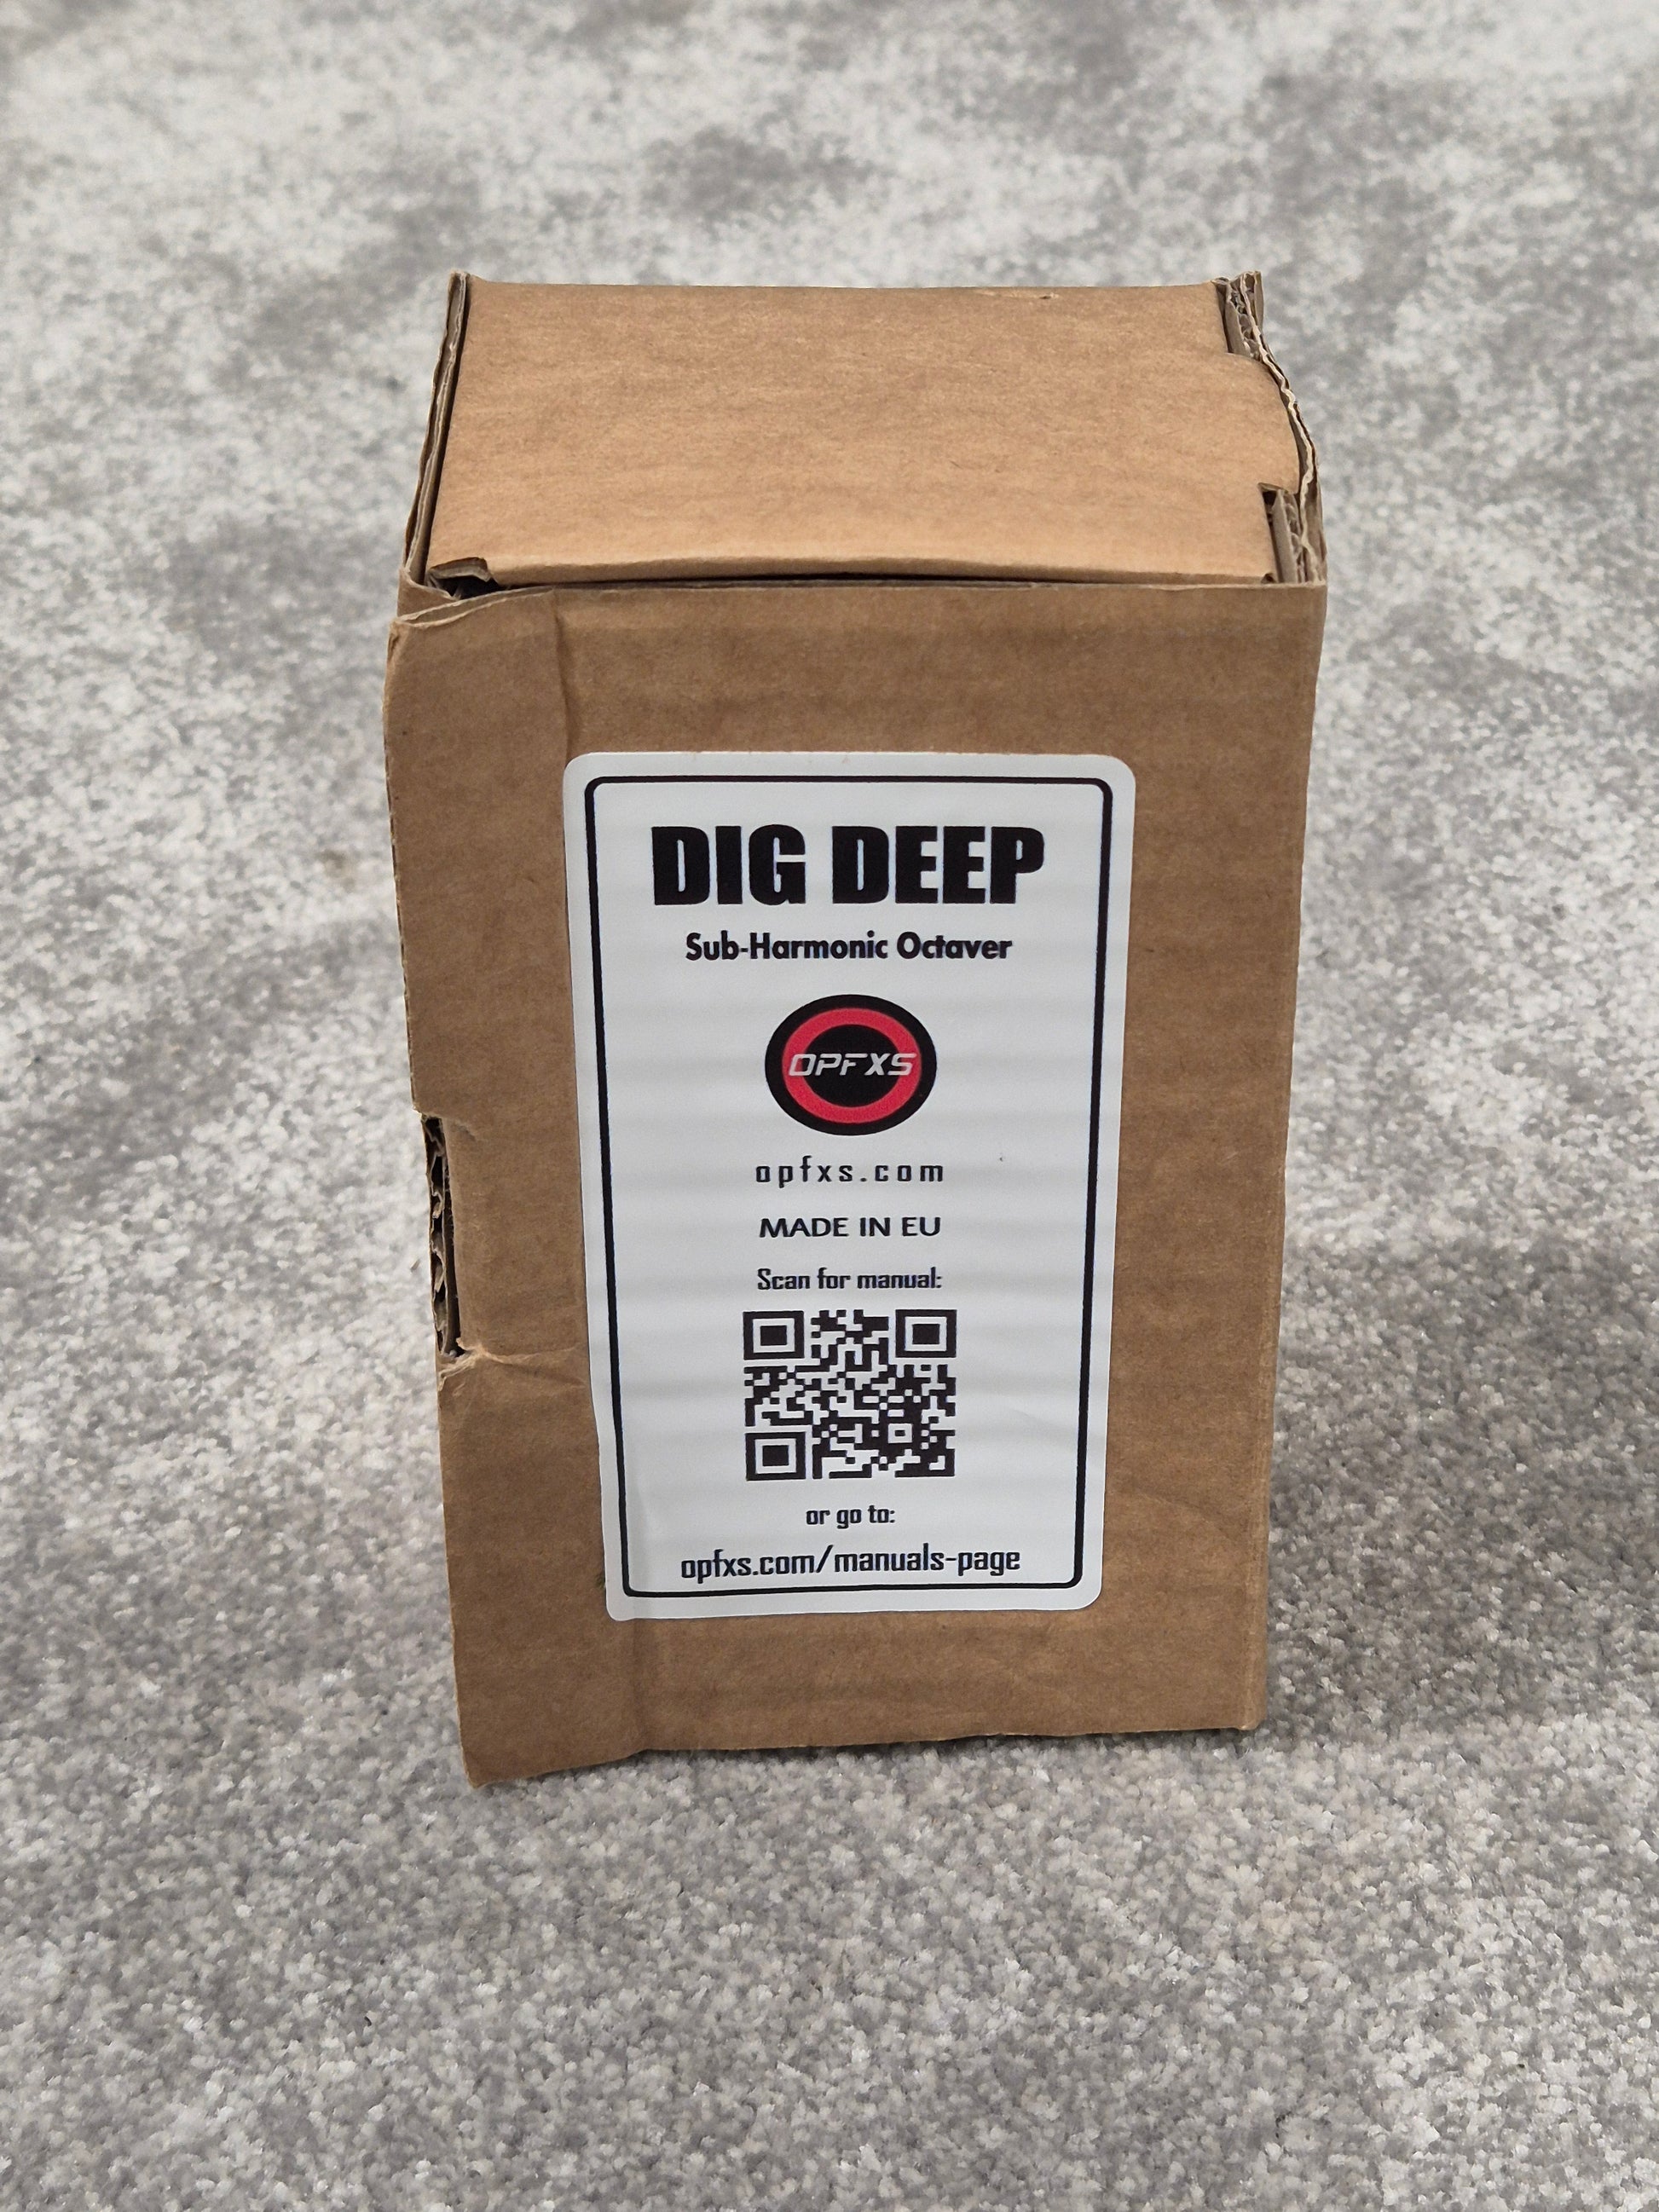 DIG DEEP
Sub-Harmonic Octaver
OPFXS
opfxs.com
MADE IN EU
Scan for manual:
or go to:
opfxs.com/manuals-page